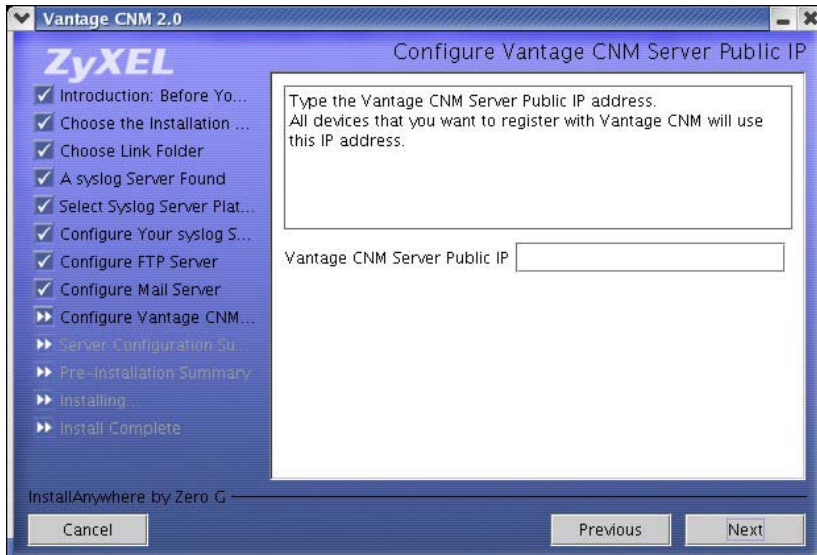 Vantage CNM 2.0
ZyXEL
Configure Vantage CNM Server Public IP
Introduction: Before Yo...
Choose the Installation ...
Choose Link Folder
A syslog Server Found
Select Syslog Server Plat...
Configure Your syslog S...
Configure FTP Server
Configure Mail Server
Configure Vantage CNM...
Server Configuration Su...
Pre-Installation Summary
Installing...
Install Complete
Type the Vantage CNM Server Public IP address.
All devices that you want to register with Vantage CNM will use
this IP address.
Vantage CNM Server Public IP
InstallAnywhere by Zero G
Cancel
Previous
Next